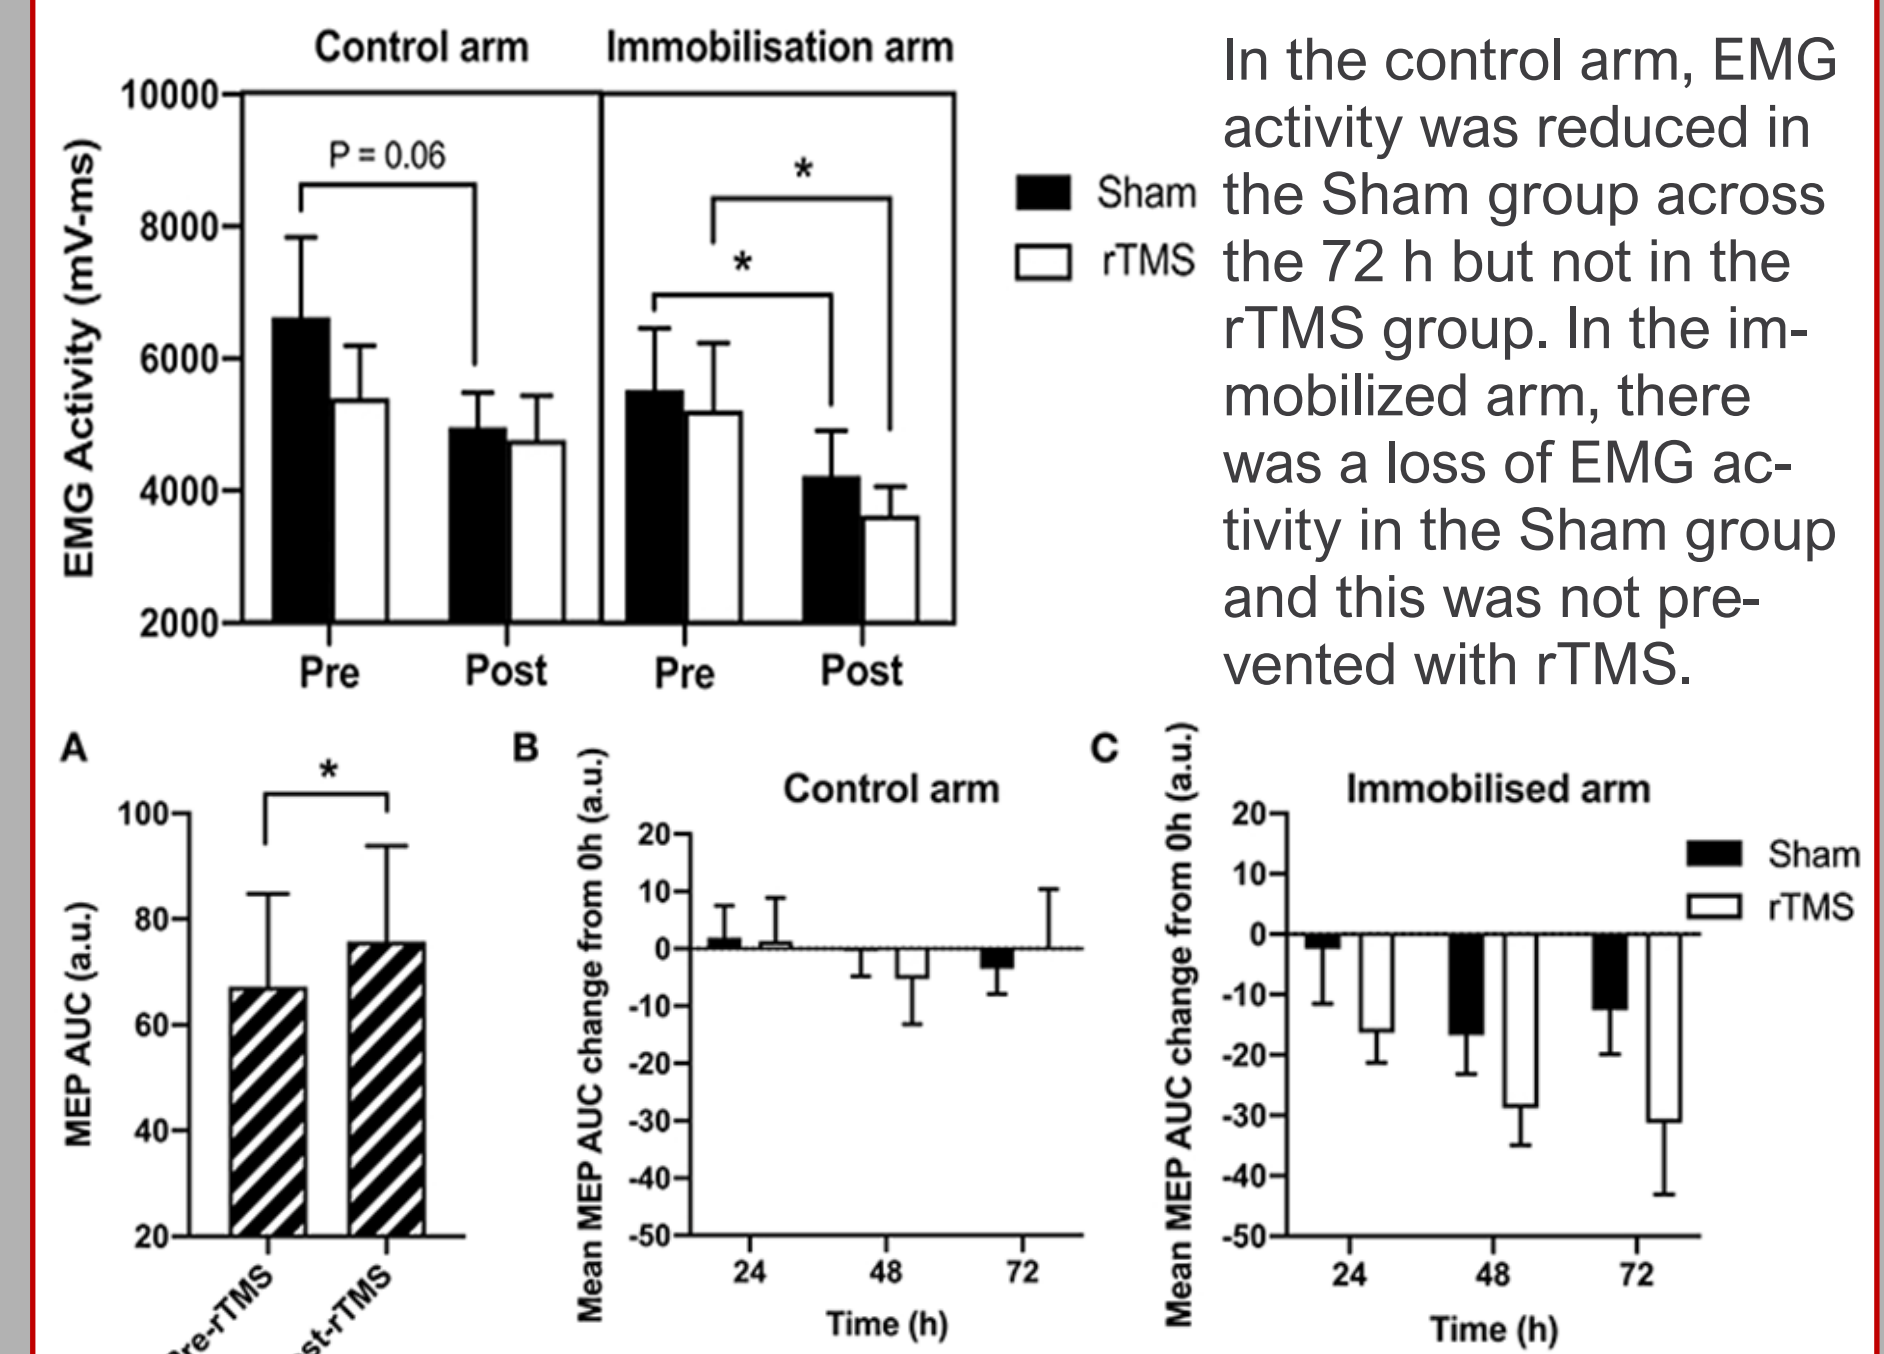 Control arm
Immobilisation arm
10000
8000
6000
4000
2000
EMG Activity (mV-ms)
P = 0.06
*
*
Pre
Post
Pre
Post
Sham
rTMS
In the control arm, EMG
activity was reduced in
the Sham group across
the 72 h but not in the
rTMS group. In the im-
mobilized arm, there
was a loss of EMG ac-
tivity in the Sham group
and this was not pre-
vented with rTMS.
A
*
100
80
60
40
20
MEP AUC (a.u.)
B
Control arm
Mean MEP AUC change from 0h (a.u.)
20
10
0
-10
-20
-30
-40
-50
24
48
72
Time (h)
C
Immobilised arm
Mean MEP AUC change from 0h (a.u.)
20
10
0
-10
-20
-30
-40
-50
24
48
72
Time (h)
Sham
rTMS